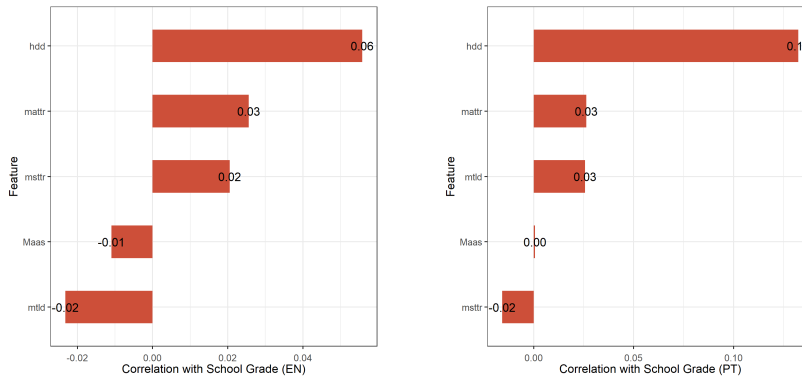 hdd
0.06
mattr
0.03
msttr
0.02
Maas
-0.01
mtld
-0.02
-0.02 0.00 0.02 0.04
Correlation with School Grade (EN)
Feature
hdd
mattr
0.03
mtld
0.03
Maas
0.00
msttr
-0.02
0.00 0.05 0.10
Correlation with School Grade (PT)
Feature